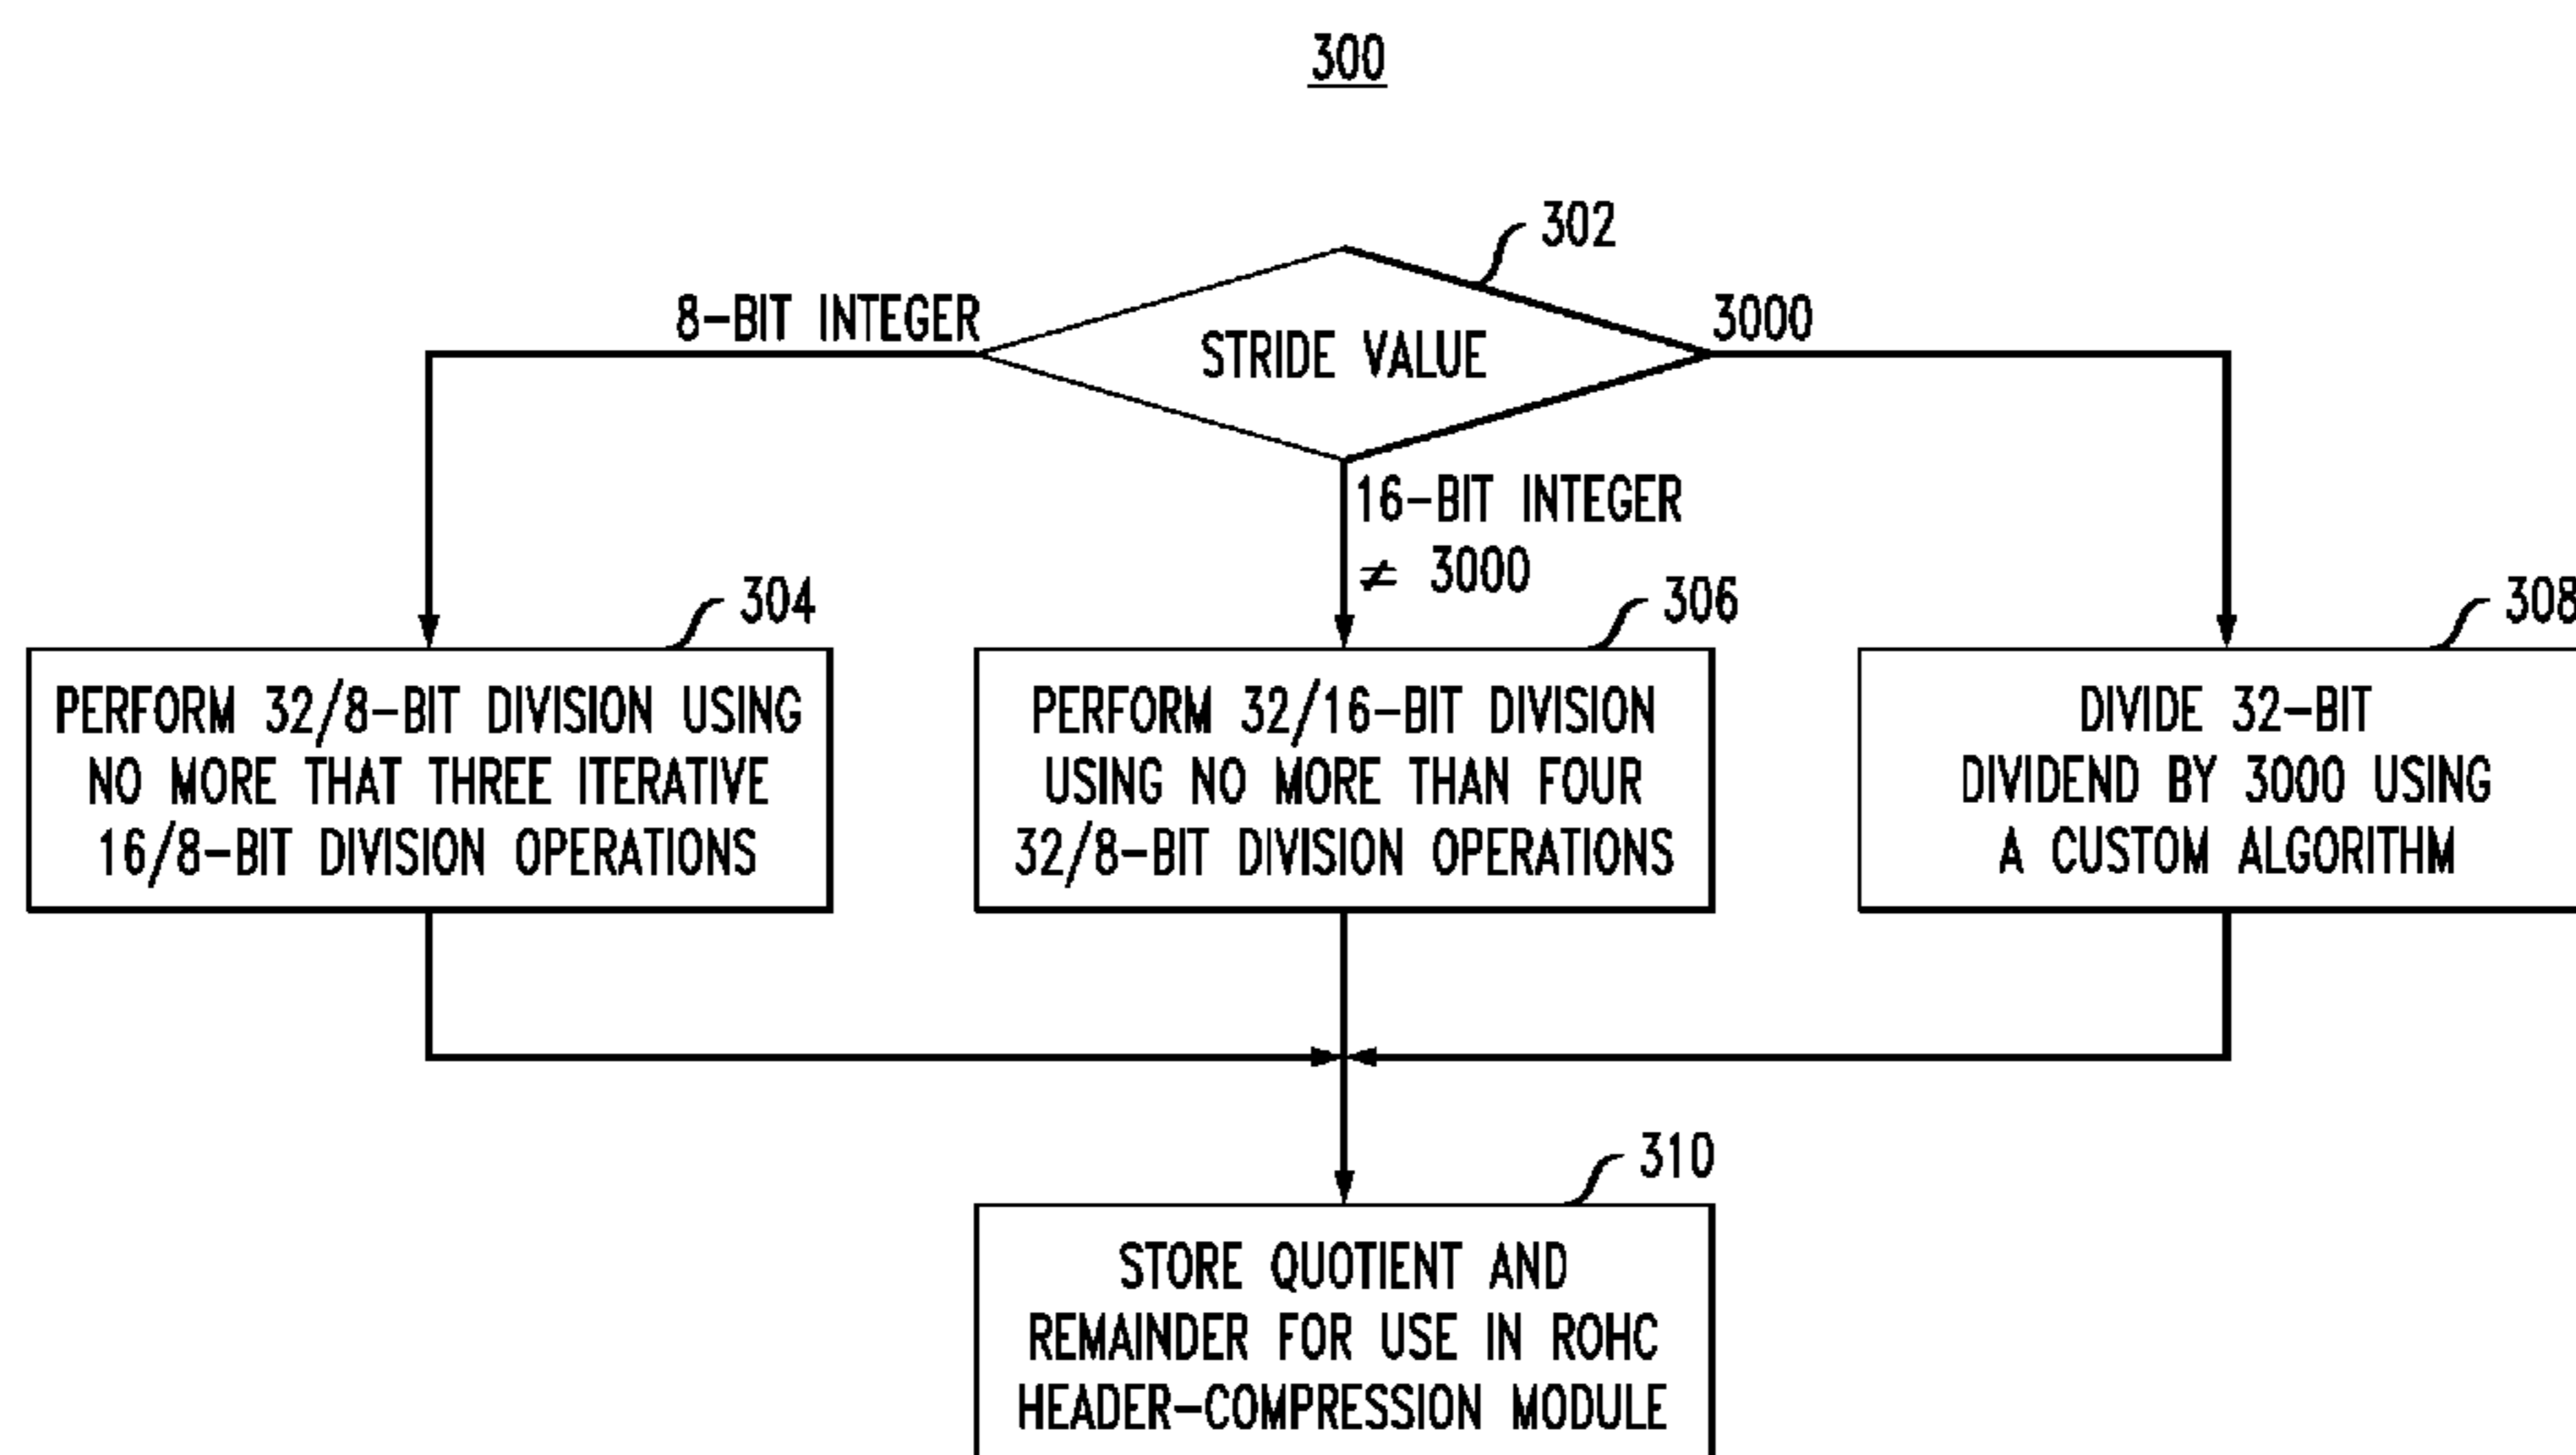 300
302
8-BIT INTEGER
STRIDE VALUE
3000
16-BIT INTEGER
≠ 3000
304
306
308
PERFORM 32/8-BIT DIVISION USING
NO MORE THAT THREE ITERATIVE
16/8-BIT DIVISION OPERATIONS
PERFORM 32/16-BIT DIVISION
USING NO MORE THAN FOUR
32/8-BIT DIVISION OPERATIONS
DIVIDE 32-BIT
DIVIDEND BY 3000 USING
A CUSTOM ALGORITHM
310
STORE QUOTIENT AND
REMAINDER FOR USE IN ROHC
HEADER-COMPRESSION MODULE